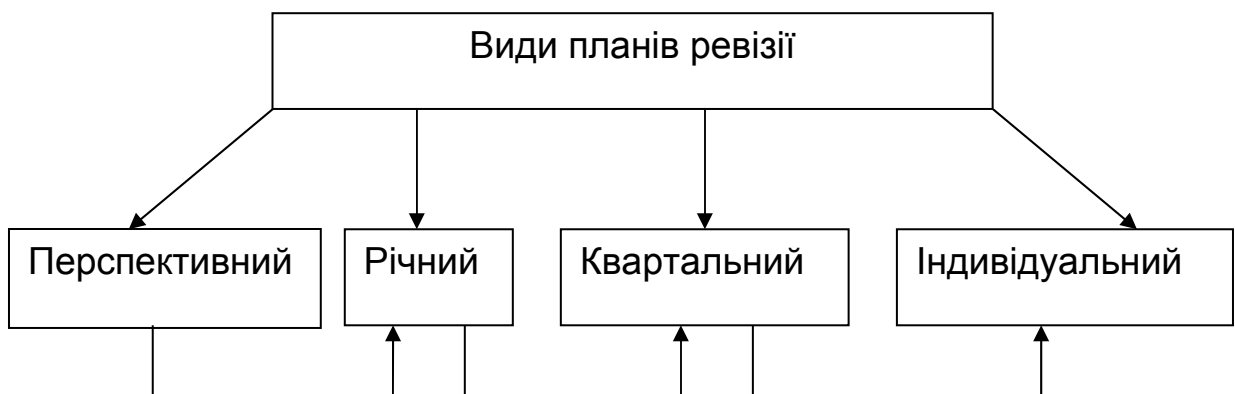 Види планів ревізії
Перспективний
Річний
Квартальний
Індивідуальний